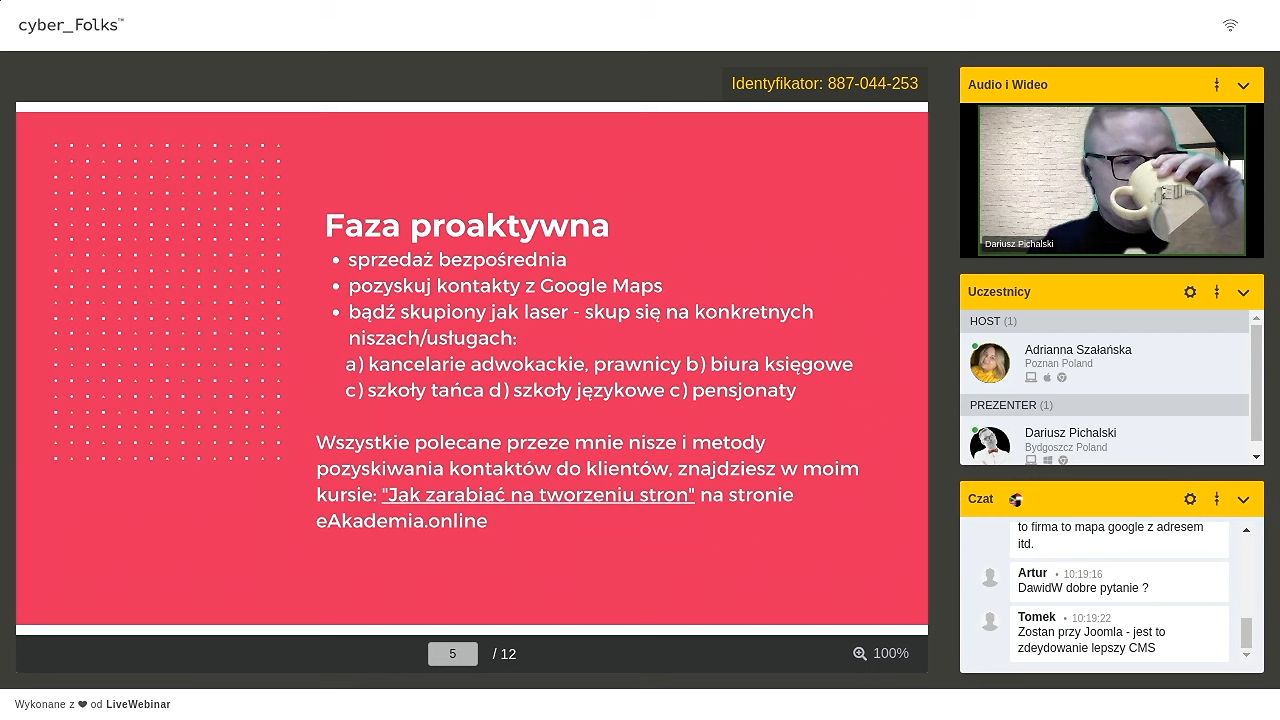 cyber_Folks™
Identyfikator: 887-044-253
Faza proaktywna
• sprzedaż bezpośrednia
• pozyskuj kontakty z Google Maps
• bądź skupiony jak laser - skup się na konkretnych
niszach/usługach:
a) kancelarie adwokackie, prawnicy b) biura księgowe
c) szkoły tańca d) szkoły językowe c) pensjonaty
Wszystkie polecane przeze mnie nisze i metody
pozyskiwania kontaktów do klientów, znajdziesz w moim
kursie: "Jak zarabiać na tworzeniu stron" na stronie
eAkademia.online
5 / 12
100%
Audio i Wideo
Dariusz Pichalski
Uczestnicy
HOST (1)
Adrianna Szałańska
Poznan Poland
PREZENTER (1)
Dariusz Pichalski
Bydgoszcz Poland
Czat
to firma to mapa google z adresem
itd.
Artur • 10:19:16
DawidW dobre pytanie ?
Tomek • 10:19:22
Zostan przy Joomla - jest to
zdeydowanie lepszy CMS
Wykonane z ❤ od LiveWebinar